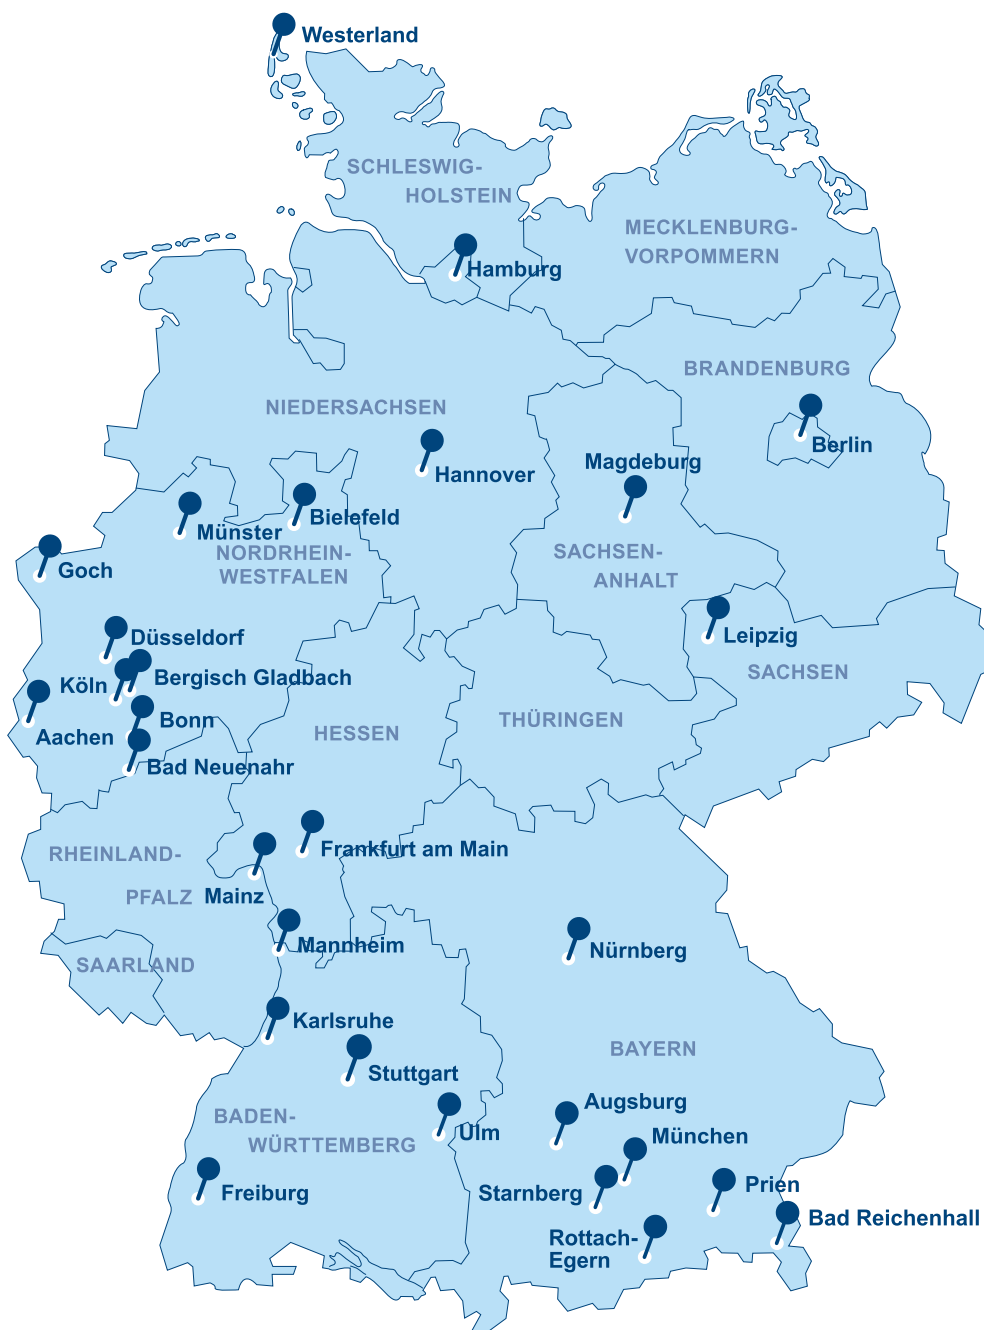 Westerland
SCHLESWIG-
HOLSTEIN
MECKLENBURG-
VORPOMMERN
Hamburg
BRANDENBURG
NIEDERSACHSEN
Berlin
Magdeburg
Hannover
Bielefeld
Münster
NORDRHEIN-
WESTFALEN
SACHSEN-
ANHALT
Goch
Düsseldorf
Leipzig
SACHSEN
Bergisch Gladbach
Köln
Bonn
THÜRINGEN
HESSEN
Aachen
Bad Neuenahr
Frankfurt am Main
RHEINLAND-
PFALZ
Mainz
Mannheim
Nürnberg
SAARLAND
Karlsruhe
BAYERN
Stuttgart
Augsburg
BADEN-
WÜRTTEMBERG
Ulm
München
Prien
Starnberg
Freiburg
Bad Reichenhall
Rottach-
Egern